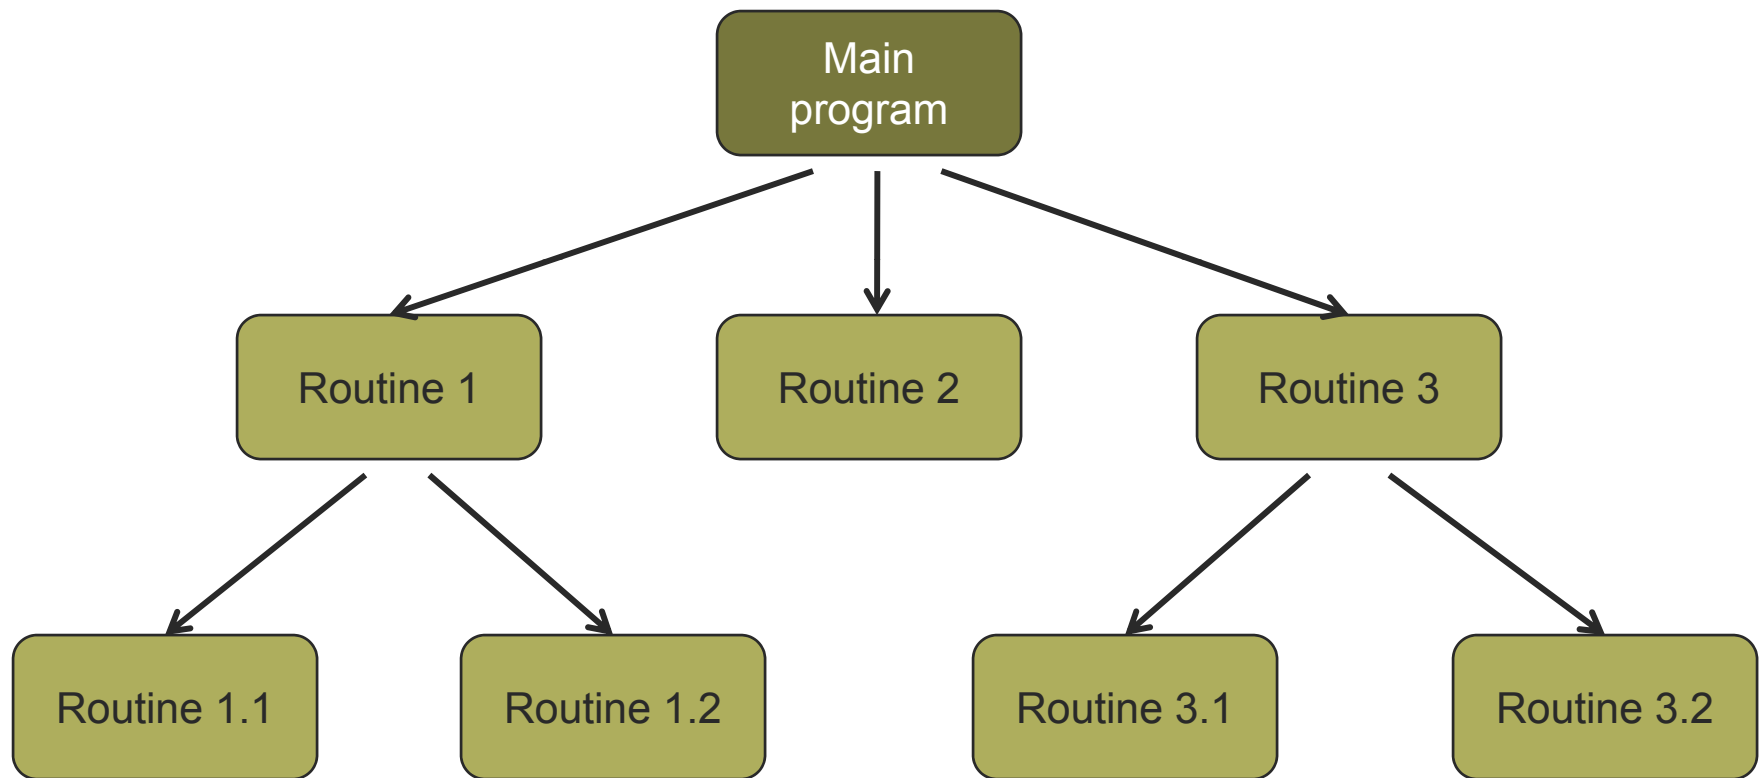 Main
program
Routine 1
Routine 2
Routine 3
Routine 1.1
Routine 1.2
Routine 3.1
Routine 3.2